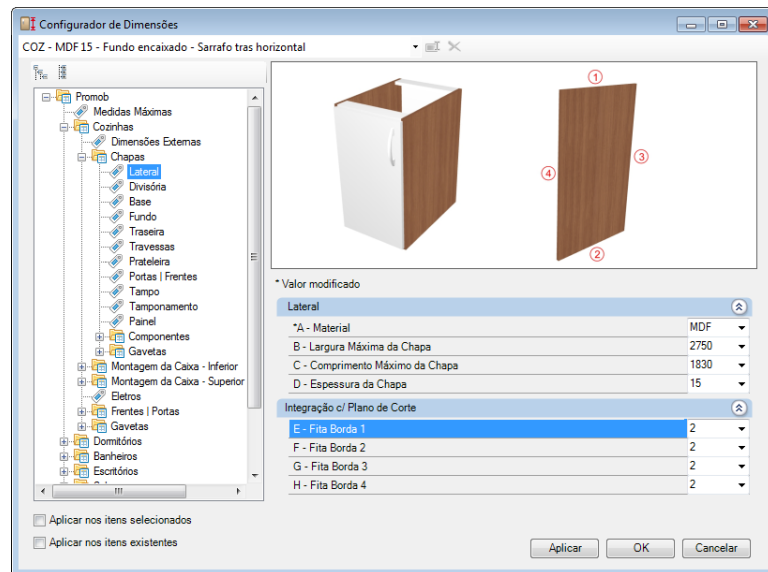 Configurador de Dimensões
COZ - MDF 15 - Fundo encaixado - Sarrafo tras horizontal
Promob
Medidas Máximas
Cozinhas
Dimensões Externas
Chapas
Lateral
Divisória
Base
Fundo
Traseira
Travessas
Prateleira
Portas | Frentes
Tampo
Tamponamento
Painel
Componentes
Gavetas
Montagem da Caixa - Inferior
Montagem da Caixa - Superior
Eletros
Frentes | Portas
Gavetas
Domitórios
Banheiros
Escritórios
1
3
4
2
* Valor modificado
Lateral
*A - Material MDF
B - Largura Máxima da Chapa 2750
C - Comprimento Máximo da Chapa 1830
D - Espessura da Chapa 15
Integração c/ Plano de Corte
E - Fita Borda 1 2
F - Fita Borda 2 2
G - Fita Borda 3 2
H - Fita Borda 4 2
Aplicar nos itens selecionados
Aplicar nos itens existentes
Aplicar OK Cancelar